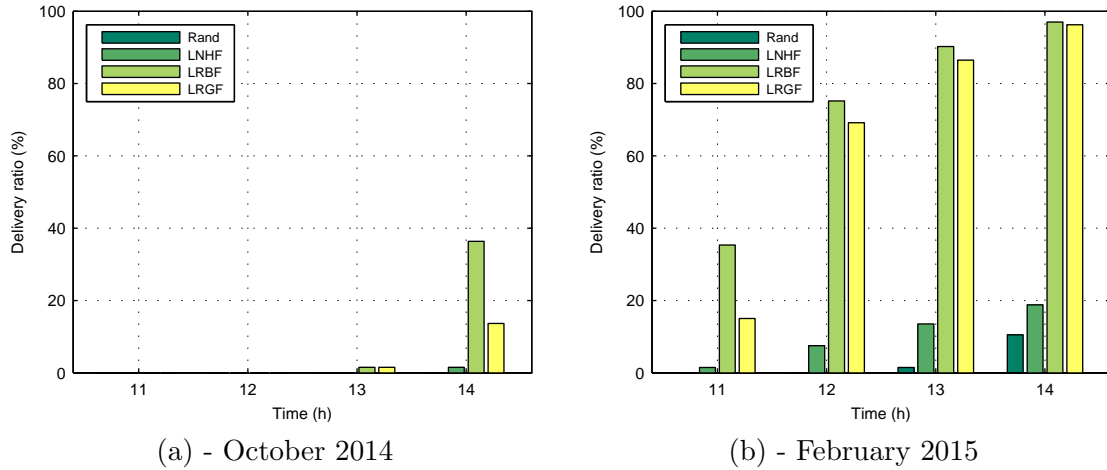 100
80
60
40
20
0
Delivery ratio (%)
Rand
LNHF
LRBF
LRGF
11 12 13 14
Time (h)
(a) - October 2014
100
80
60
40
20
0
Delivery ratio (%)
Rand
LNHF
LRBF
LRGF
11 12 13 14
Time (h)
(b) - February 2015